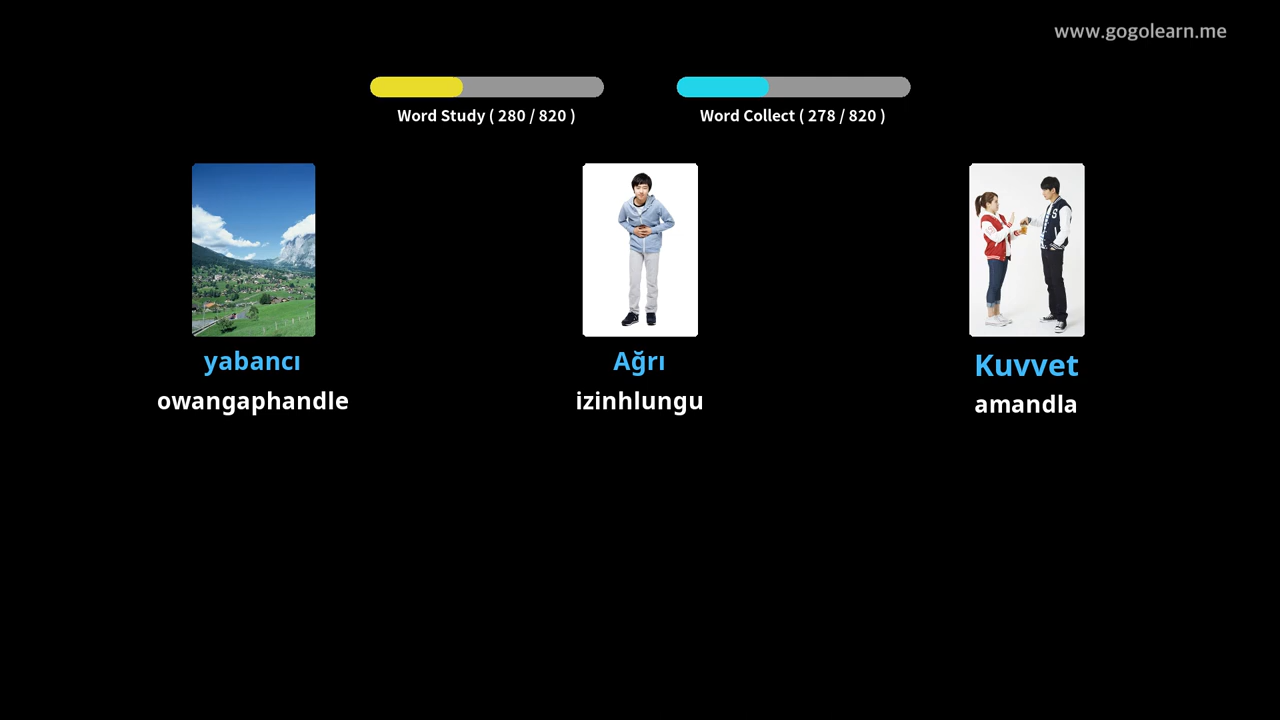 www.gogolearn.me
Word Study ( 280 / 820 )
Word Collect ( 278 / 820 )
yabancı
owangaphandle
Ağrı
izinhlungu
Kuvvet
amandla